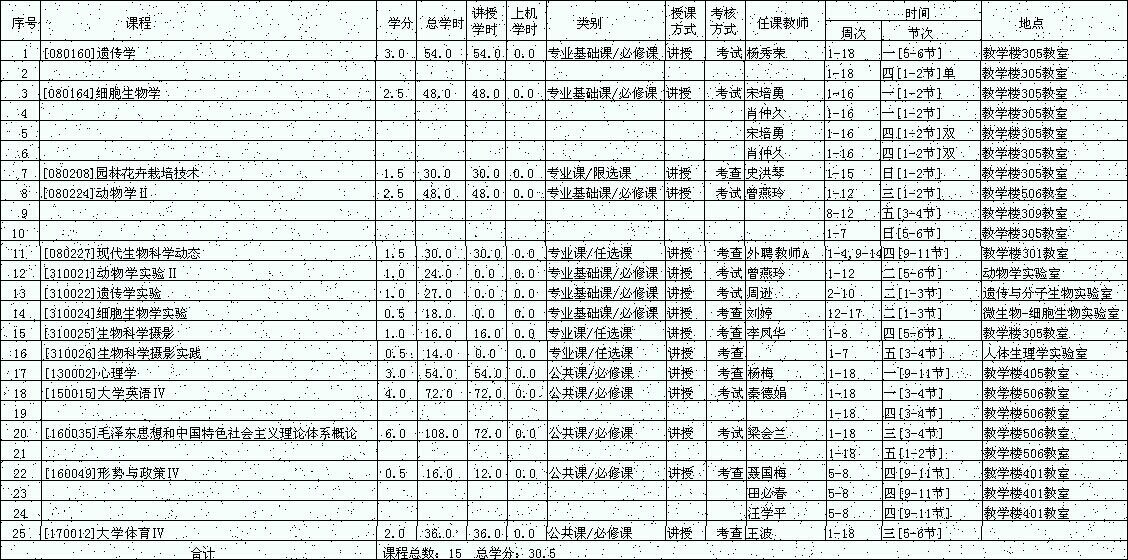 序号 课程 学分 总学时 讲授学时 上机学时 类别 授课方式 考核方式 任课教师 时间 地点
周次 节次
1 [080160]遗传学 3.0 54.0 54.0 0.0 专业基础课/必修课 讲授 考试 杨秀荣 1-18 一[5-6节] 教学楼305教室
2 1-18 四[1-2节]单 教学楼305教室
3 [080164]细胞生物学 2.5 48.0 48.0 0.0 专业基础课/必修课 讲授 考试 宋培勇 1-16 一[1-2节] 教学楼305教室
4 肖仲久 1-16 一[1-2节] 教学楼305教室
5 宋培勇 1-16 四[1-2节]双 教学楼305教室
6 肖仲久 1-16 四[1-2节]双 教学楼305教室
7 [080208]园林花卉栽培技术 1.5 30.0 30.0 0.0 专业课/限选课 讲授 考查 史洪琴 1-15 日[1-2节] 教学楼305教室
8 [080224]动物学Ⅱ 2.5 48.0 48.0 0.0 专业基础课/必修课 讲授 考试 曾燕玲 1-12 三[1-2节] 教学楼506教室
9 8-12 五[3-4节] 教学楼309教室
10 1-7 日[5-6节] 教学楼305教室
11 [080227]现代生物科学动态 1.5 30.0 30.0 0.0 专业课/任选课 讲授 考查 外聘教师A 1-4,9-14 四[9-11节] 教学楼301教室
12 [310021]动物学实验Ⅱ 1.0 24.0 0.0 0.0 专业基础课/必修课 讲授 考试 曾燕玲 1-12 二[5-6节] 动物学实验室
13 [310022]遗传学实验 1.0 27.0 0.0 0.0 专业基础课/必修课 讲授 考试 周逊 2-10 二[1-3节] 遗传与分子生物实验室
14 [310024]细胞生物学实验 0.5 18.0 0.0 0.0 专业基础课/必修课 讲授 考查 刘婷 12-17 二[1-3节] 微生物-细胞生物实验室
15 [310025]生物科学摄影 1.0 16.0 16.0 0.0 专业课/任选课 讲授 考查 李凤华 1-8 四[5-6节] 教学楼305教室
16 [310026]生物科学摄影实践 0.5 14.0 0.0 0.0 专业课/任选课 讲授 考查 1-7 五[3-4节] 人体生理学实验室
17 [130002]心理学 3.0 54.0 54.0 0.0 公共课/必修课 讲授 考查 杨梅 1-18 一[9-11节] 教学楼405教室
18 [150015]大学英语Ⅳ 4.0 72.0 72.0 0.0 公共课/必修课 讲授 考试 秦德娟 1-18 一[3-4节] 教学楼506教室
19 1-18 四[3-4节] 教学楼506教室
20 [160035]毛泽东思想和中国特色社会主义理论体系概论 6.0 108.0 72.0 0.0 公共课/必修课 讲授 考试 梁会兰 1-18 三[3-4节] 教学楼506教室
21 1-18 五[1-2节] 教学楼506教室
22 [160049]形势与政策Ⅳ 0.5 16.0 12.0 0.0 公共课/必修课 讲授 考查 聂国梅 5-8 四[9-11节] 教学楼401教室
23 田必春 5-8 四[9-11节] 教学楼401教室
24 汪学平 5-8 四[9-11节] 教学楼401教室
25 [170012]大学体育Ⅳ 2.0 36.0 36.0 0.0 公共课/必修课 讲授 考查 王波 1-18 三[5-6节]
合计 课程总数：15 总学分：30.5